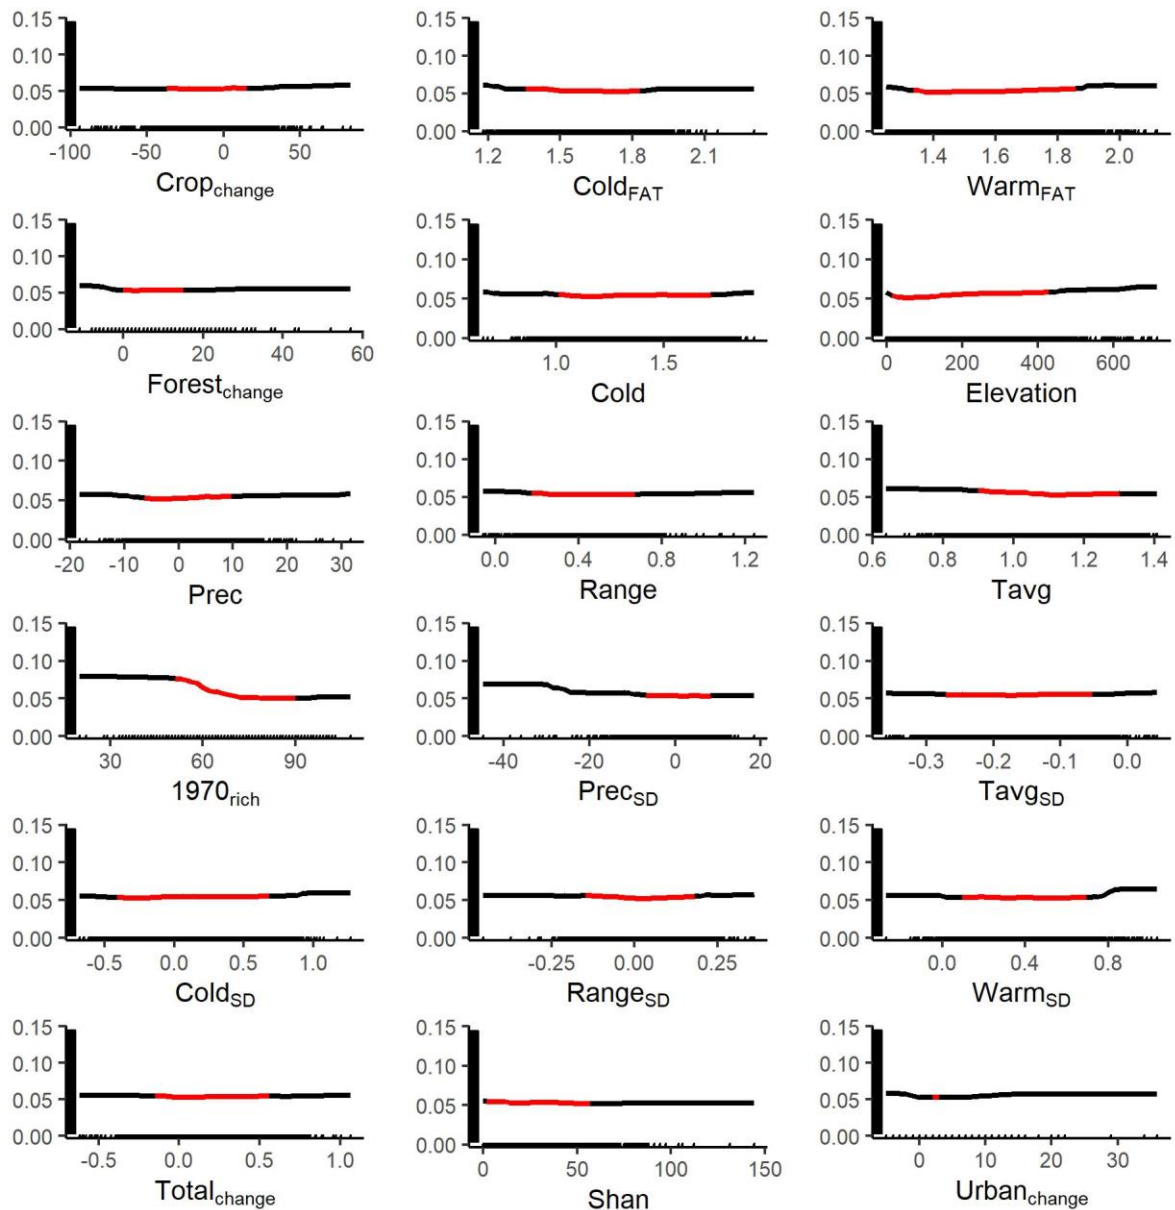 0.15 0.15 0.15
0.10 0.10 0.10
0.05 0.05 0.05
0.00 0.00 0.00
-100 -50 0 50 1.2 1.5 1.8 2.1 1.4 1.6 1.8 2.0
Cropchange ColdFAT WarmFAT
0.15 0.15 0.15
0.10 0.10 0.10
0.05 0.05 0.05
0.00 0.00 0.00
0 20 40 60 1.0 1.5 0 200 400 600
Forestchange Cold Elevation
0.15 0.15 0.15
0.10 0.10 0.10
0.05 0.05 0.05
0.00 0.00 0.00
-20 -10 0 10 20 30 0.0 0.4 0.8 1.2 0.6 0.8 1.0 1.2 1.4
Prec Range Tavg
0.15 0.15 0.15
0.10 0.10 0.10
0.05 0.05 0.05
0.00 0.00 0.00
30 60 90 -40 -20 0 20 -0.3 -0.2 -0.1 0.0
1970rich PrecSD TavgSD
0.15 0.15 0.15
0.10 0.10 0.10
0.05 0.05 0.05
0.00 0.00 0.00
-0.5 0.0 0.5 1.0 -0.25 0.00 0.25 0.0 0.4 0.8
ColdSD RangeSD WarmSD
0.15 0.15 0.15
0.10 0.10 0.10
0.05 0.05 0.05
0.00 0.00 0.00
-0.5 0.0 0.5 1.0 0 50 100 150 0 10 20 30
Totalchange Shan Urbanchange